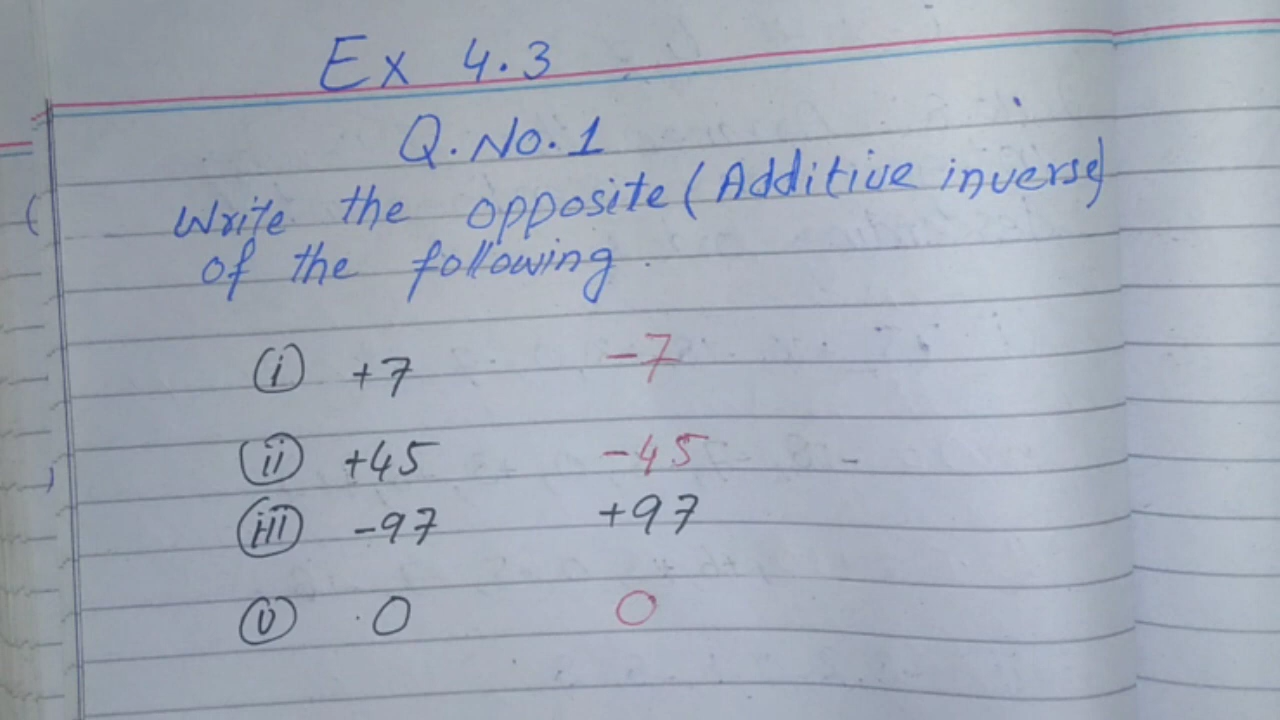 Ex 4.3
Q.No.1
Write the opposite (Additive inverse)
of the following.
(i) +7 -7
(ii) +45 -45
(iii) -97 +97
(v) 0 0